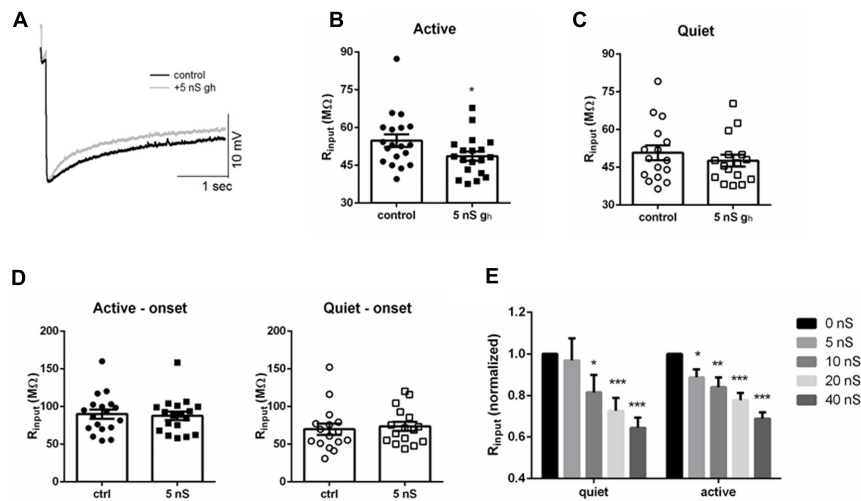 A
control
+5 nS gh
10 mV
1 sec
B
Active
Rinput (MΩ)
90
75
60
45
30
*
control
5 nS gh
C
Quiet
Rinput (MΩ)
90
75
60
45
30
control
5 nS gh
D
Active - onset
Rinput (MΩ)
200
150
100
50
0
ctrl
5 nS
Quiet - onset
Rinput (MΩ)
200
150
100
50
0
ctrl
5 nS
E
Rinput (normalized)
1.2
1.0
0.8
0.6
0.4
*
***
***
*
**
***
***
quiet
active
0 nS
5 nS
10 nS
20 nS
40 nS